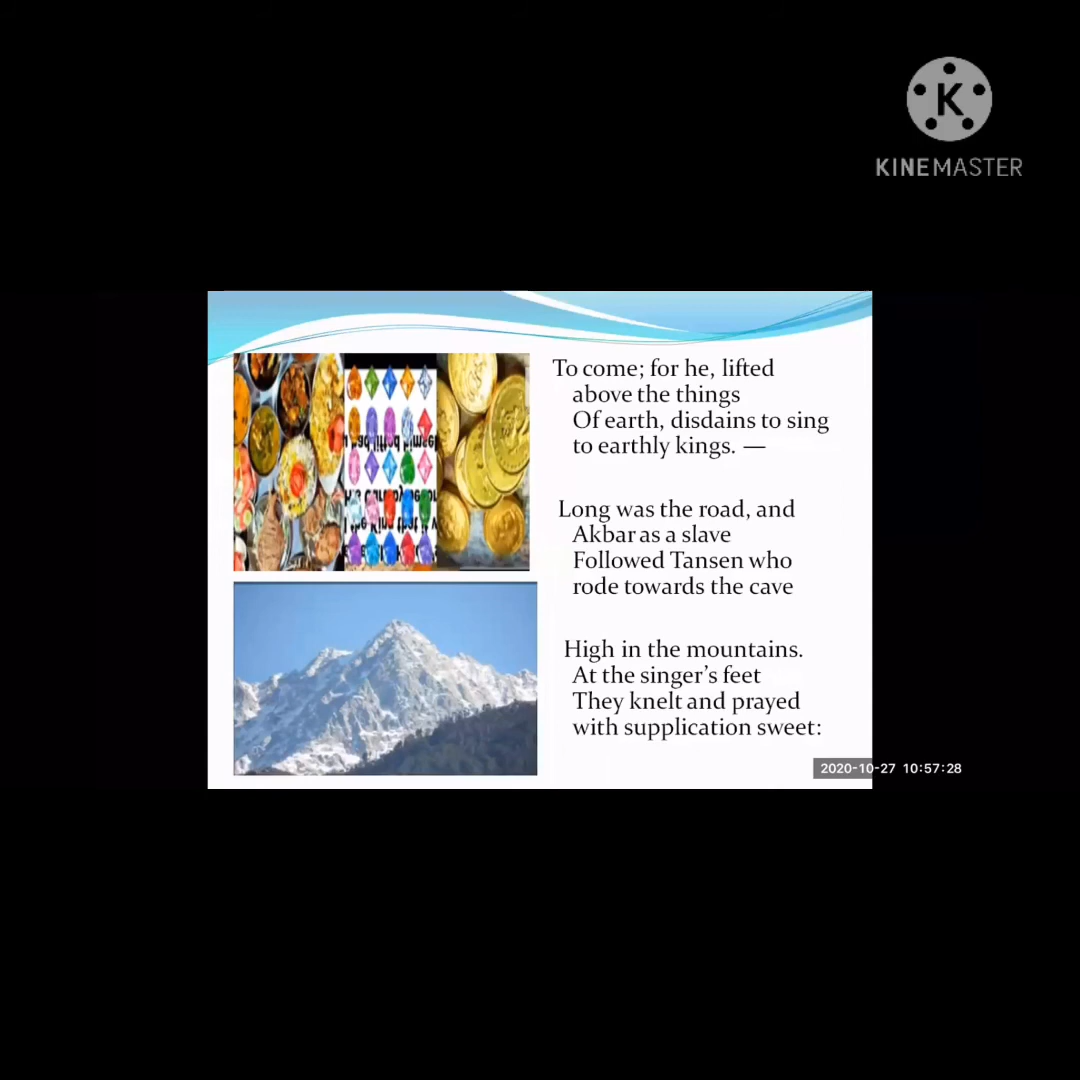 K
KINEMASTER
To come; for he, lifted
above the things
Of earth, disdains to sing
to earthly kings. —
Long was the road, and
Akbar as a slave
Followed Tansen who
rode towards the cave
High in the mountains.
At the singer's feet
They knelt and prayed
with supplication sweet:
2020-10-27 10:57:28